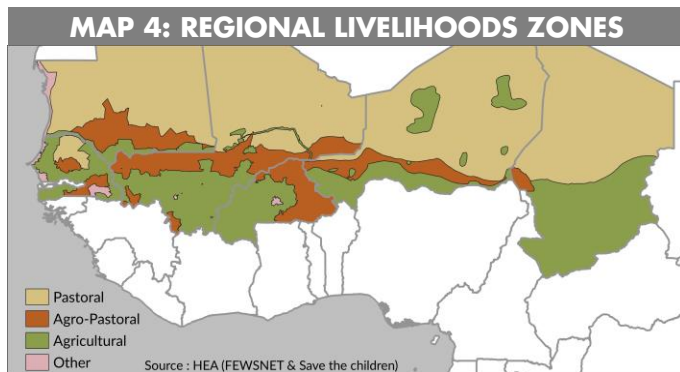 MAP 4: REGIONAL LIVELIHOODS ZONES
Pastoral
Agro-Pastoral
Agricultural
Other
Source : HEA (FEWSNET & Save the children)